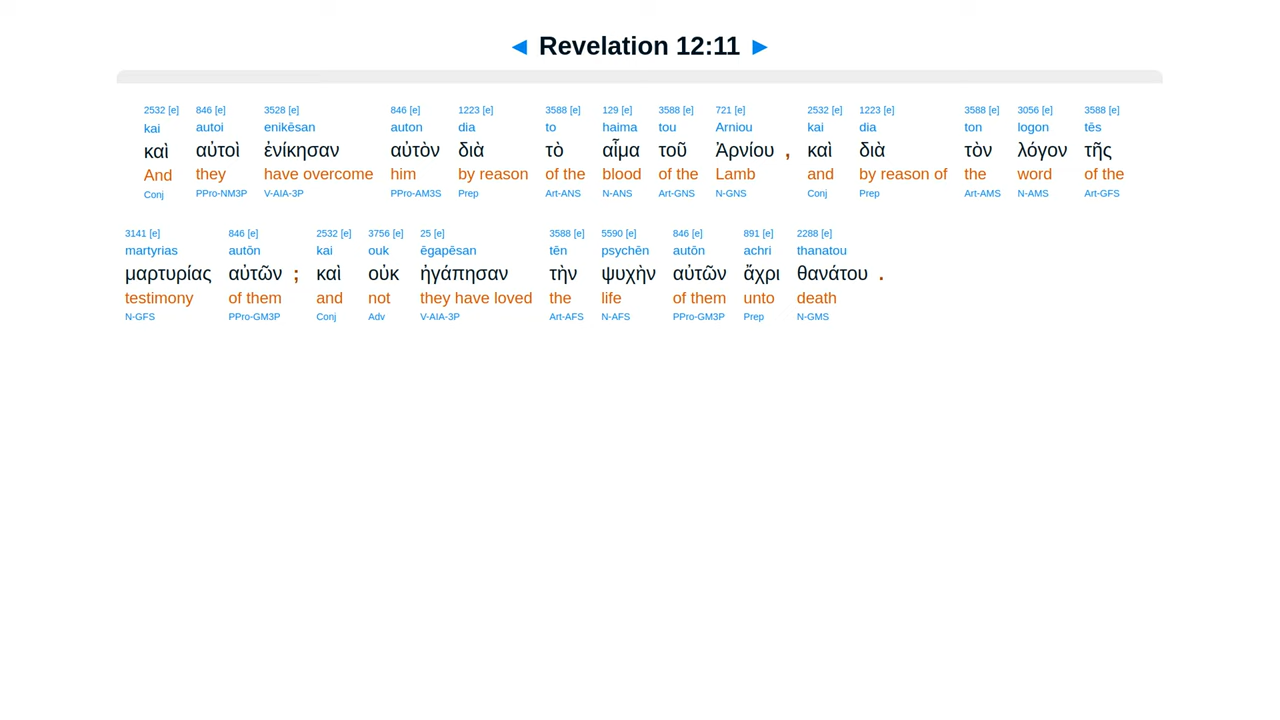 ◄ Revelation 12:11 ►
2532 [e] 846 [e] 3528 [e] 846 [e] 1223 [e] 3588 [e] 129 [e] 3588 [e] 721 [e] 2532 [e] 1223 [e] 3588 [e] 3056 [e] 3588 [e]
kai autoi enikēsan auton dia to haima tou Arniou kai dia ton logon tēs
καὶ αὐτοὶ ἐνίκησαν αὐτὸν διὰ τὸ αἷμα τοῦ Ἀρνίου , καὶ διὰ τὸν λόγον τῆς
And they have overcome him by reason of the blood of the Lamb and by reason of the word of the
Conj PPro-NM3P V-AIA-3P PPro-AM3S Prep Art-ANS N-ANS Art-GNS N-GNS Conj Prep Art-AMS N-AMS Art-GFS
3141 [e] 846 [e] 2532 [e] 3756 [e] 25 [e] 3588 [e] 5590 [e] 846 [e] 891 [e] 2288 [e]
martyrias autōn kai ouk ēgapēsan tēn psychēn autōn achri thanatou
μαρτυρίας αὐτῶν ; καὶ οὐκ ἠγάπησαν τὴν ψυχὴν αὐτῶν ἄχρι θανάτου .
testimony of them and not they have loved the life of them unto death
N-GFS PPro-GM3P Conj Adv V-AIA-3P Art-AFS N-AFS PPro-GM3P Prep N-GMS